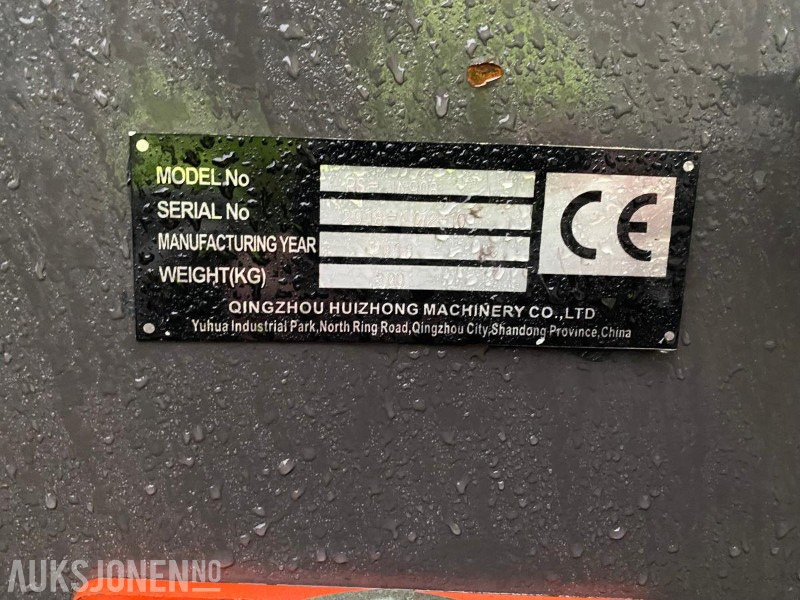 MODEL.No
SERIAL No
MANUFACTURING YEAR
WEIGHT(KG)
CE
QINGZHOU HUIZHONG MACHINERY CO.,LTD
Yuhua Industrial Park,North Ring Road,Qingzhou City,Shandong Province,China
AUKSJONEN.NO